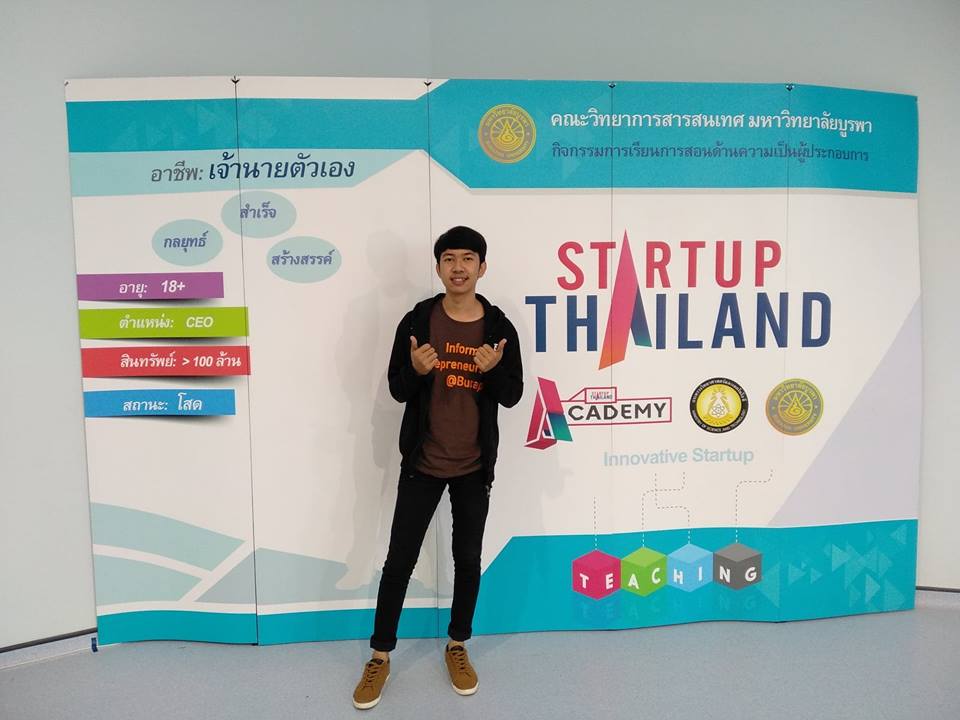 คณะวิทยาการสารสนเทศ มหาวิทยาลัยบูรพา
กิจกรรมการเรียนการสอนด้านความเป็นผู้ประกอบการ
อาชีพ: เจ้านายตัวเอง
สำเร็จ
กลยุทธ์
สร้างสรรค์
อายุ: 18+
ตำแหน่ง: CEO
สินทรัพย์: > 100 ล้าน
สถานะ: โสด
STARTUP
THAILAND
STARTUP
THAILAND
ACADEMY
Innovative Startup
TEACHING
Inform
epreneurs
@Burap